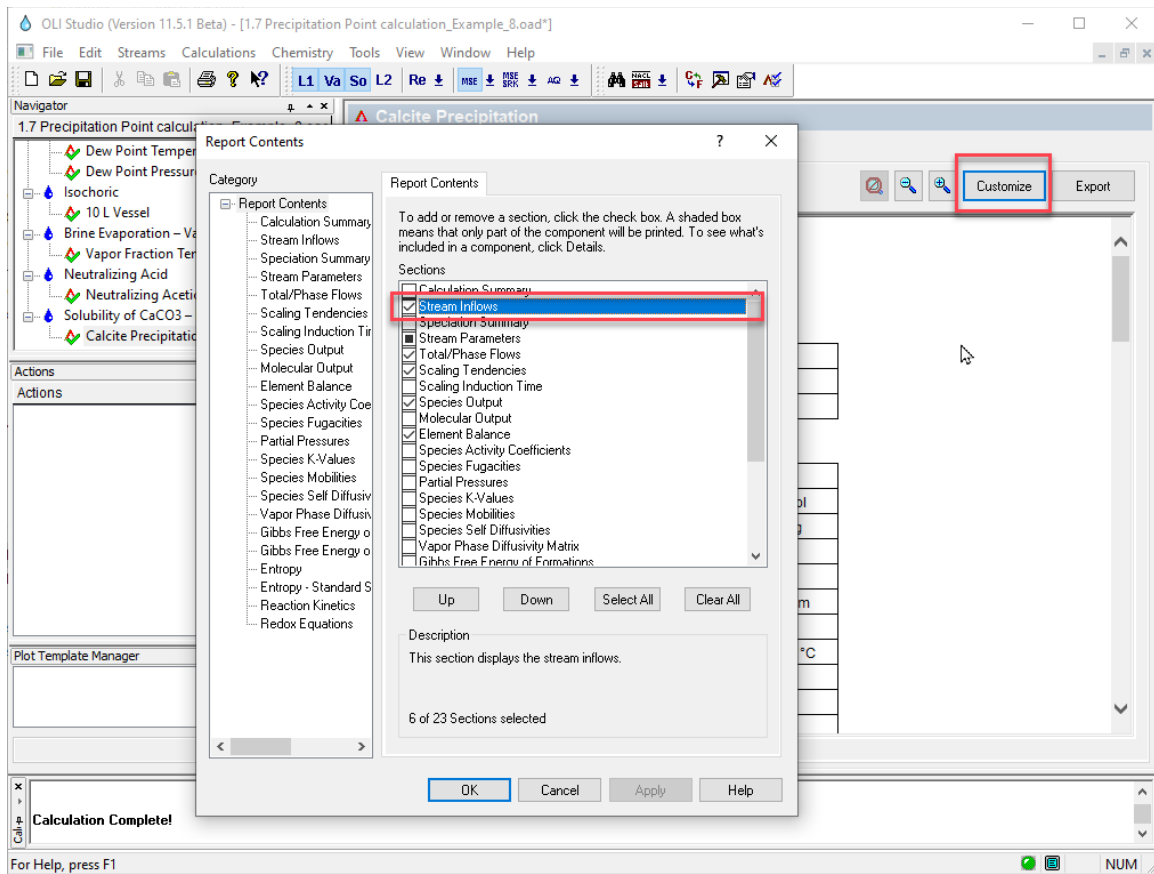 OLI Studio (Version 11.5.1 Beta) - [1.7 Precipitation Point calculation_Example_8.oad*]
File Edit Streams Calculations Chemistry Tools View Window Help
L1 Va So L2 Re MSE MSE SRK AQ
Navigator
1.7 Precipitation Point calculation_Example_8.oad
Calcite Precipitation
Dew Point Temper
Dew Point Pressur
Isochoric
10 L Vessel
Brine Evaporation – Va
Vapor Fraction Ter
Neutralizing Acid
Neutralizing Aceti
Solubility of CaCO3 –
Calcite Precipitatio
Actions
Actions
Plot Template Manager
Customize
Export
Report Contents
Category
Report Contents
Calculation Summary
Stream Inflows
Speciation Summary
Stream Parameters
Total/Phase Flows
Scaling Tendencies
Scaling Induction Tir
Species Output
Molecular Output
Element Balance
Species Activity Coe
Species Fugacities
Partial Pressures
Species K-Values
Species Mobilities
Species Self Diffusiv
Vapor Phase Diffusiv
Gibbs Free Energy o
Gibbs Free Energy o
Entropy
Entropy - Standard S
Reaction Kinetics
Redox Equations
Report Contents
To add or remove a section, click the check box. A shaded box
means that only part of the component will be printed. To see what's
included in a component, click Details.
Sections
Calculation Summary
Stream Inflows
Speciation Summary
Stream Parameters
Total/Phase Flows
Scaling Tendencies
Scaling Induction Time
Species Output
Molecular Output
Element Balance
Species Activity Coefficients
Species Fugacities
Partial Pressures
Species K-Values
Species Mobilities
Species Self Diffusivities
Vapor Phase Diffusivity Matrix
Gibbs Free Energy of Formations
Up Down Select All Clear All
Description
This section displays the stream inflows.
6 of 23 Sections selected
OK Cancel Apply Help
ol
g
m
°C
Calculation Complete!
For Help, press F1
NUM